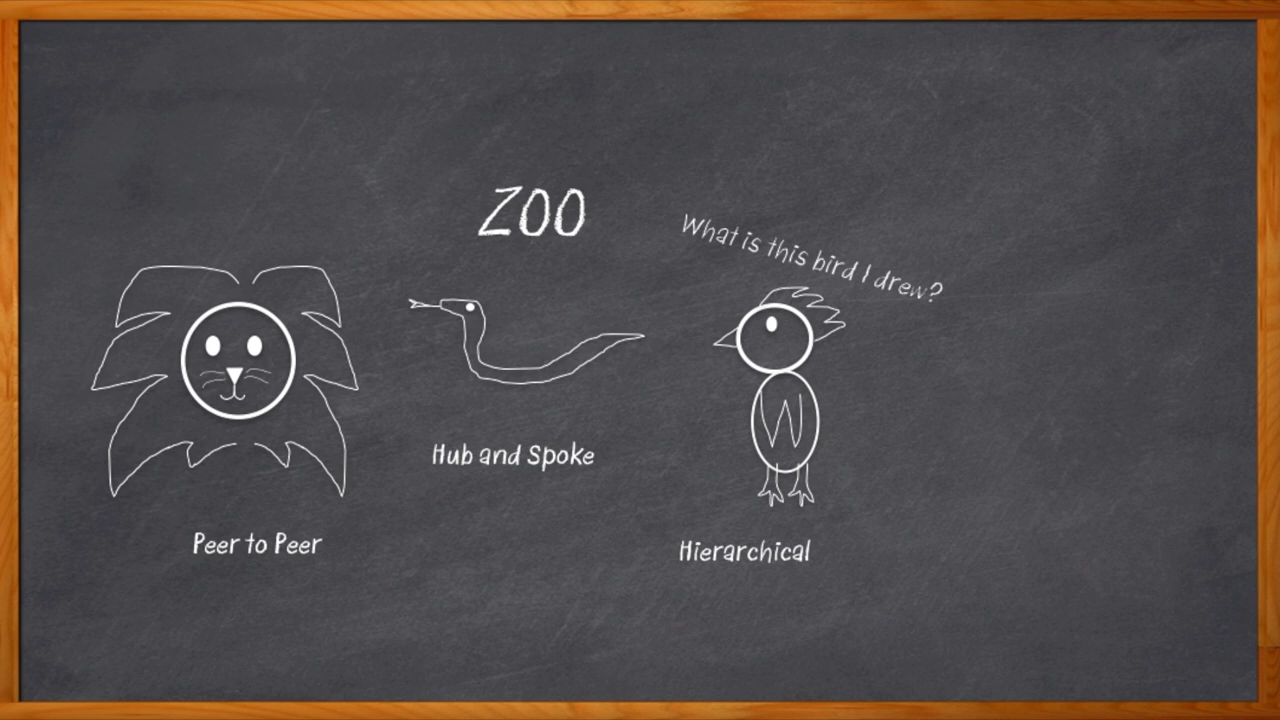 ZOO
What is this bird I drew?
Hub and Spoke
Peer to Peer
Hierarchical